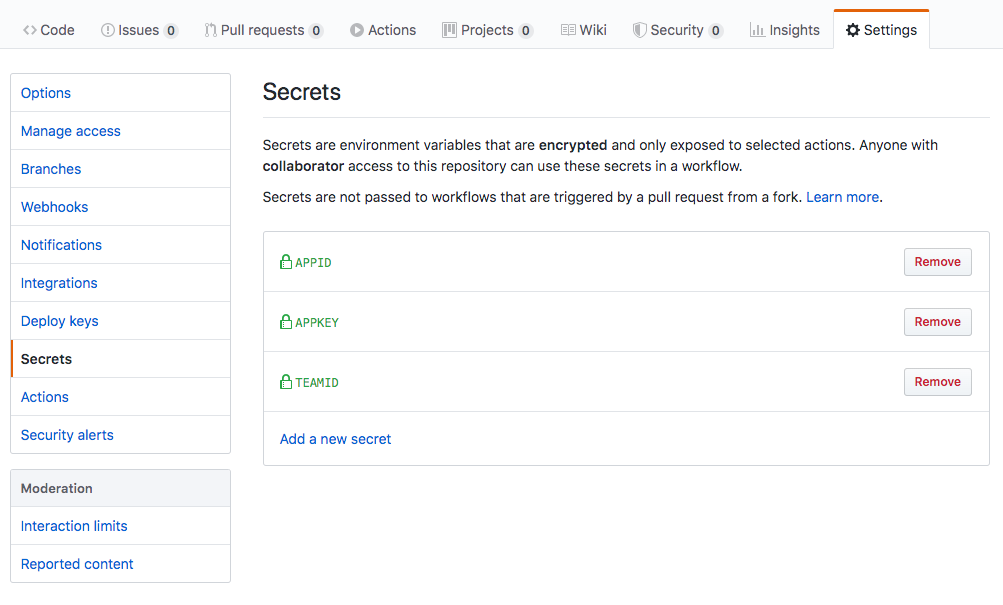 Code Issues 0 Pull requests 0 Actions Projects 0 Wiki Security 0 Insights Settings
Options
Manage access
Branches
Webhooks
Notifications
Integrations
Deploy keys
Secrets
Actions
Security alerts
Moderation
Interaction limits
Reported content
Secrets
Secrets are environment variables that are encrypted and only exposed to selected actions. Anyone with
collaborator access to this repository can use these secrets in a workflow.
Secrets are not passed to workflows that are triggered by a pull request from a fork. Learn more.
APPID Remove
APPKEY Remove
TEAMID Remove
Add a new secret